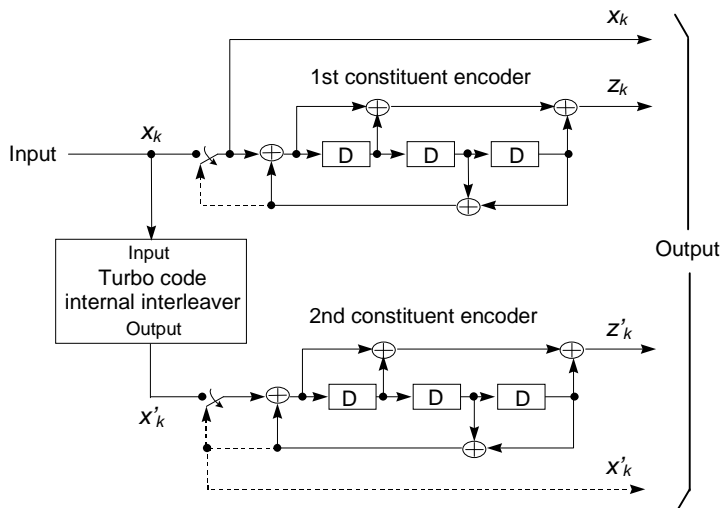 x_k
1st constituent encoder
z_k
x_k
Input
D D D
Output
Input
Turbo code
internal interleaver
Output
2nd constituent encoder
z'_k
x'_k
D D D
x'_k